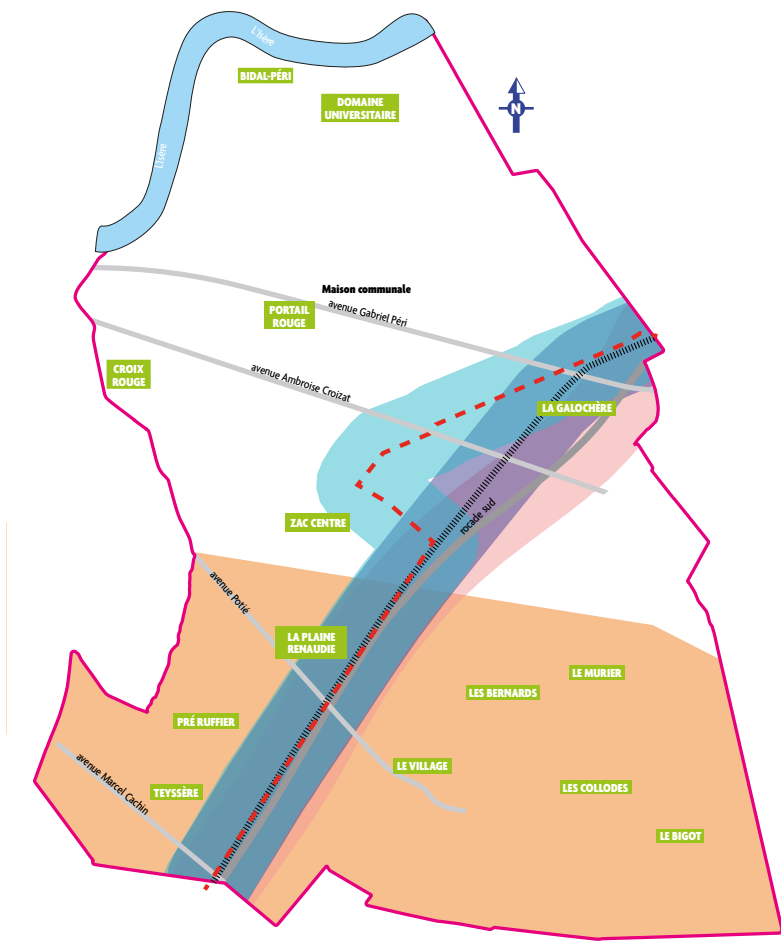 L'Isère
BIDAL-PÉRI
DOMAINE
UNIVERSITAIRE
N
L'Isère
Maison communale
avenue Gabriel Péri
PORTAIL
ROUGE
CROIX
ROUGE
avenue Ambroise Croizat
LA GALOCHÈRE
ZAC CENTRE
rocade sud
avenue Potié
LA PLAINE
RENAUDIE
LE MURIER
LES BERNARDS
PRÉ RUFFIER
LE VILLAGE
avenue Marcel Cachin
TEYSSÈRE
LES COLLODES
LE BIGOT